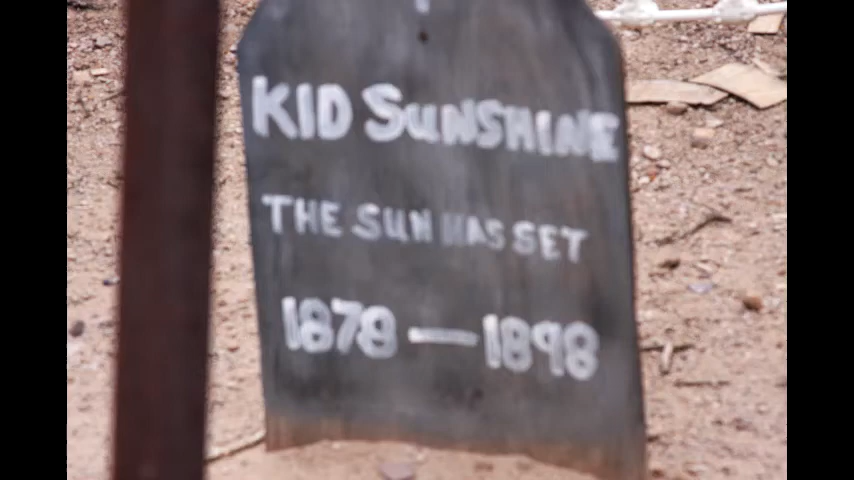 KID SUNSHINE
THE SUN HAS SET
1878 — 1898